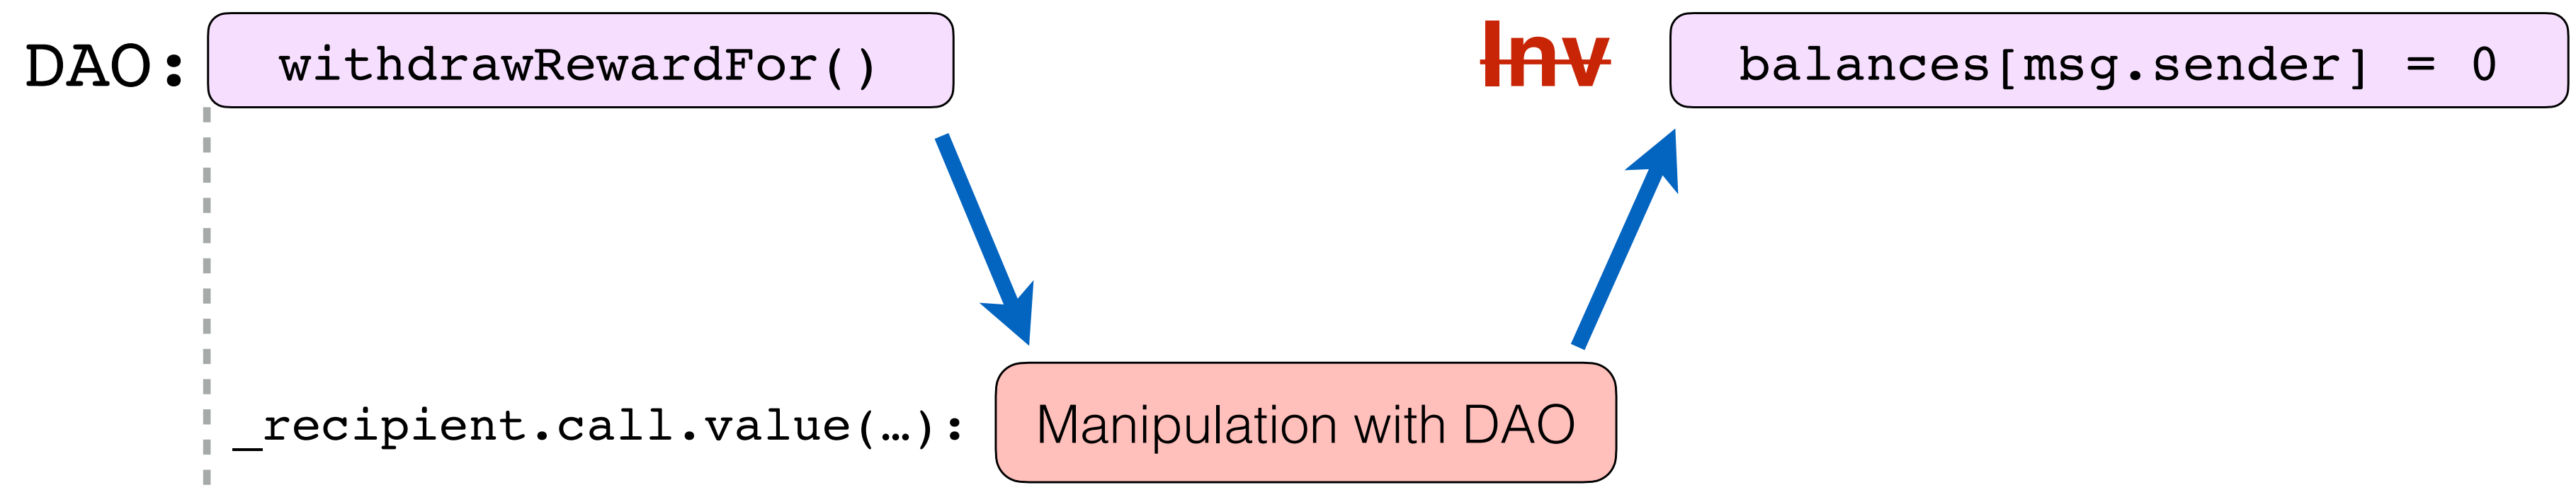 DAO: withdrawRewardFor() Inv balances[msg.sender] = 0
_recipient.call.value(…): Manipulation with DAO